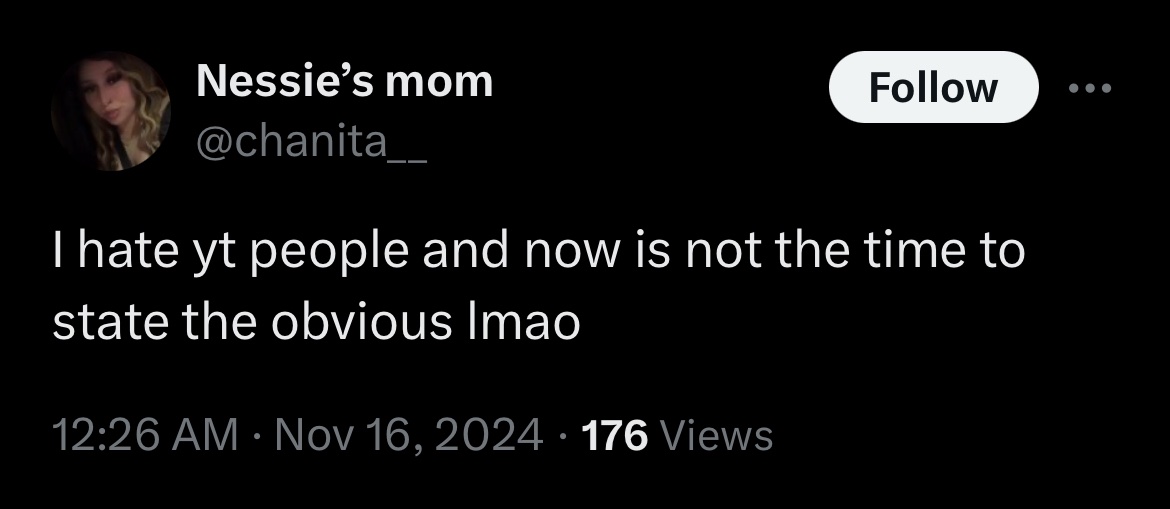 Nessie’s mom
Follow
@chanita__
I hate yt people and now is not the time to
state the obvious lmao
12:26 AM · Nov 16, 2024 · 176 Views